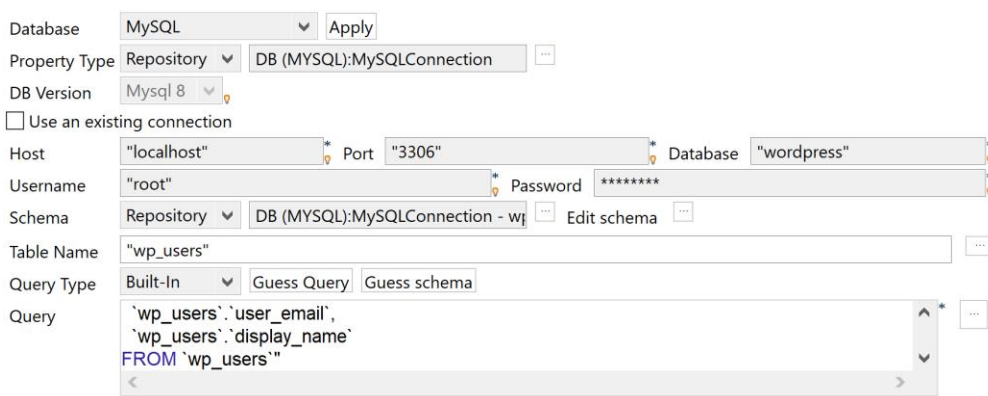 Database MySQL Apply
Property Type Repository DB (MYSQL):MySQLConnection ...
DB Version Mysql 8
Use an existing connection
Host "localhost" * Port "3306" * Database "wordpress" *
Username "root" * Password ******** *
Schema Repository DB (MYSQL):MySQLConnection - wp ... Edit schema ...
Table Name "wp_users" ...
Query Type Built-In Guess Query Guess schema
Query `wp_users`.`user_email`, * ...
`wp_users`.`display_name`
FROM `wp_users`"